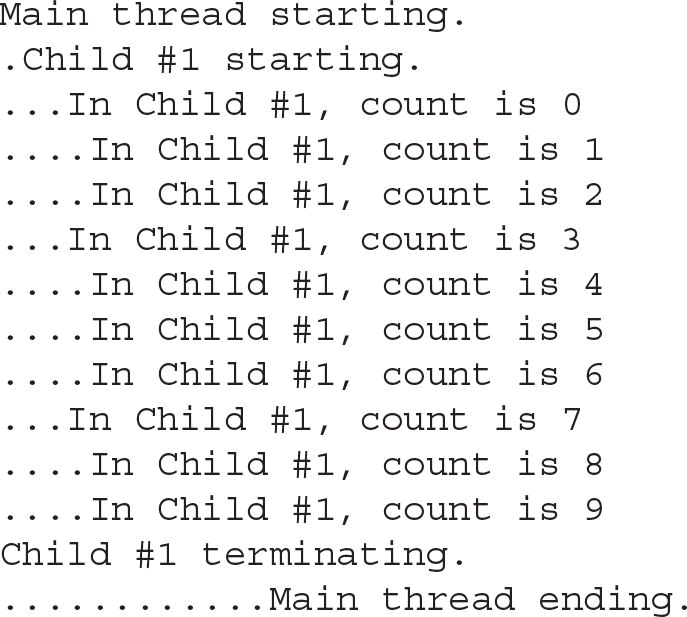 Main thread starting.
.Child #1 starting.
...In Child #1, count is 0
....In Child #1, count is 1
....In Child #1, count is 2
...In Child #1, count is 3
....In Child #1, count is 4
....In Child #1, count is 5
....In Child #1, count is 6
...In Child #1, count is 7
....In Child #1, count is 8
....In Child #1, count is 9
Child #1 terminating.
............Main thread ending.